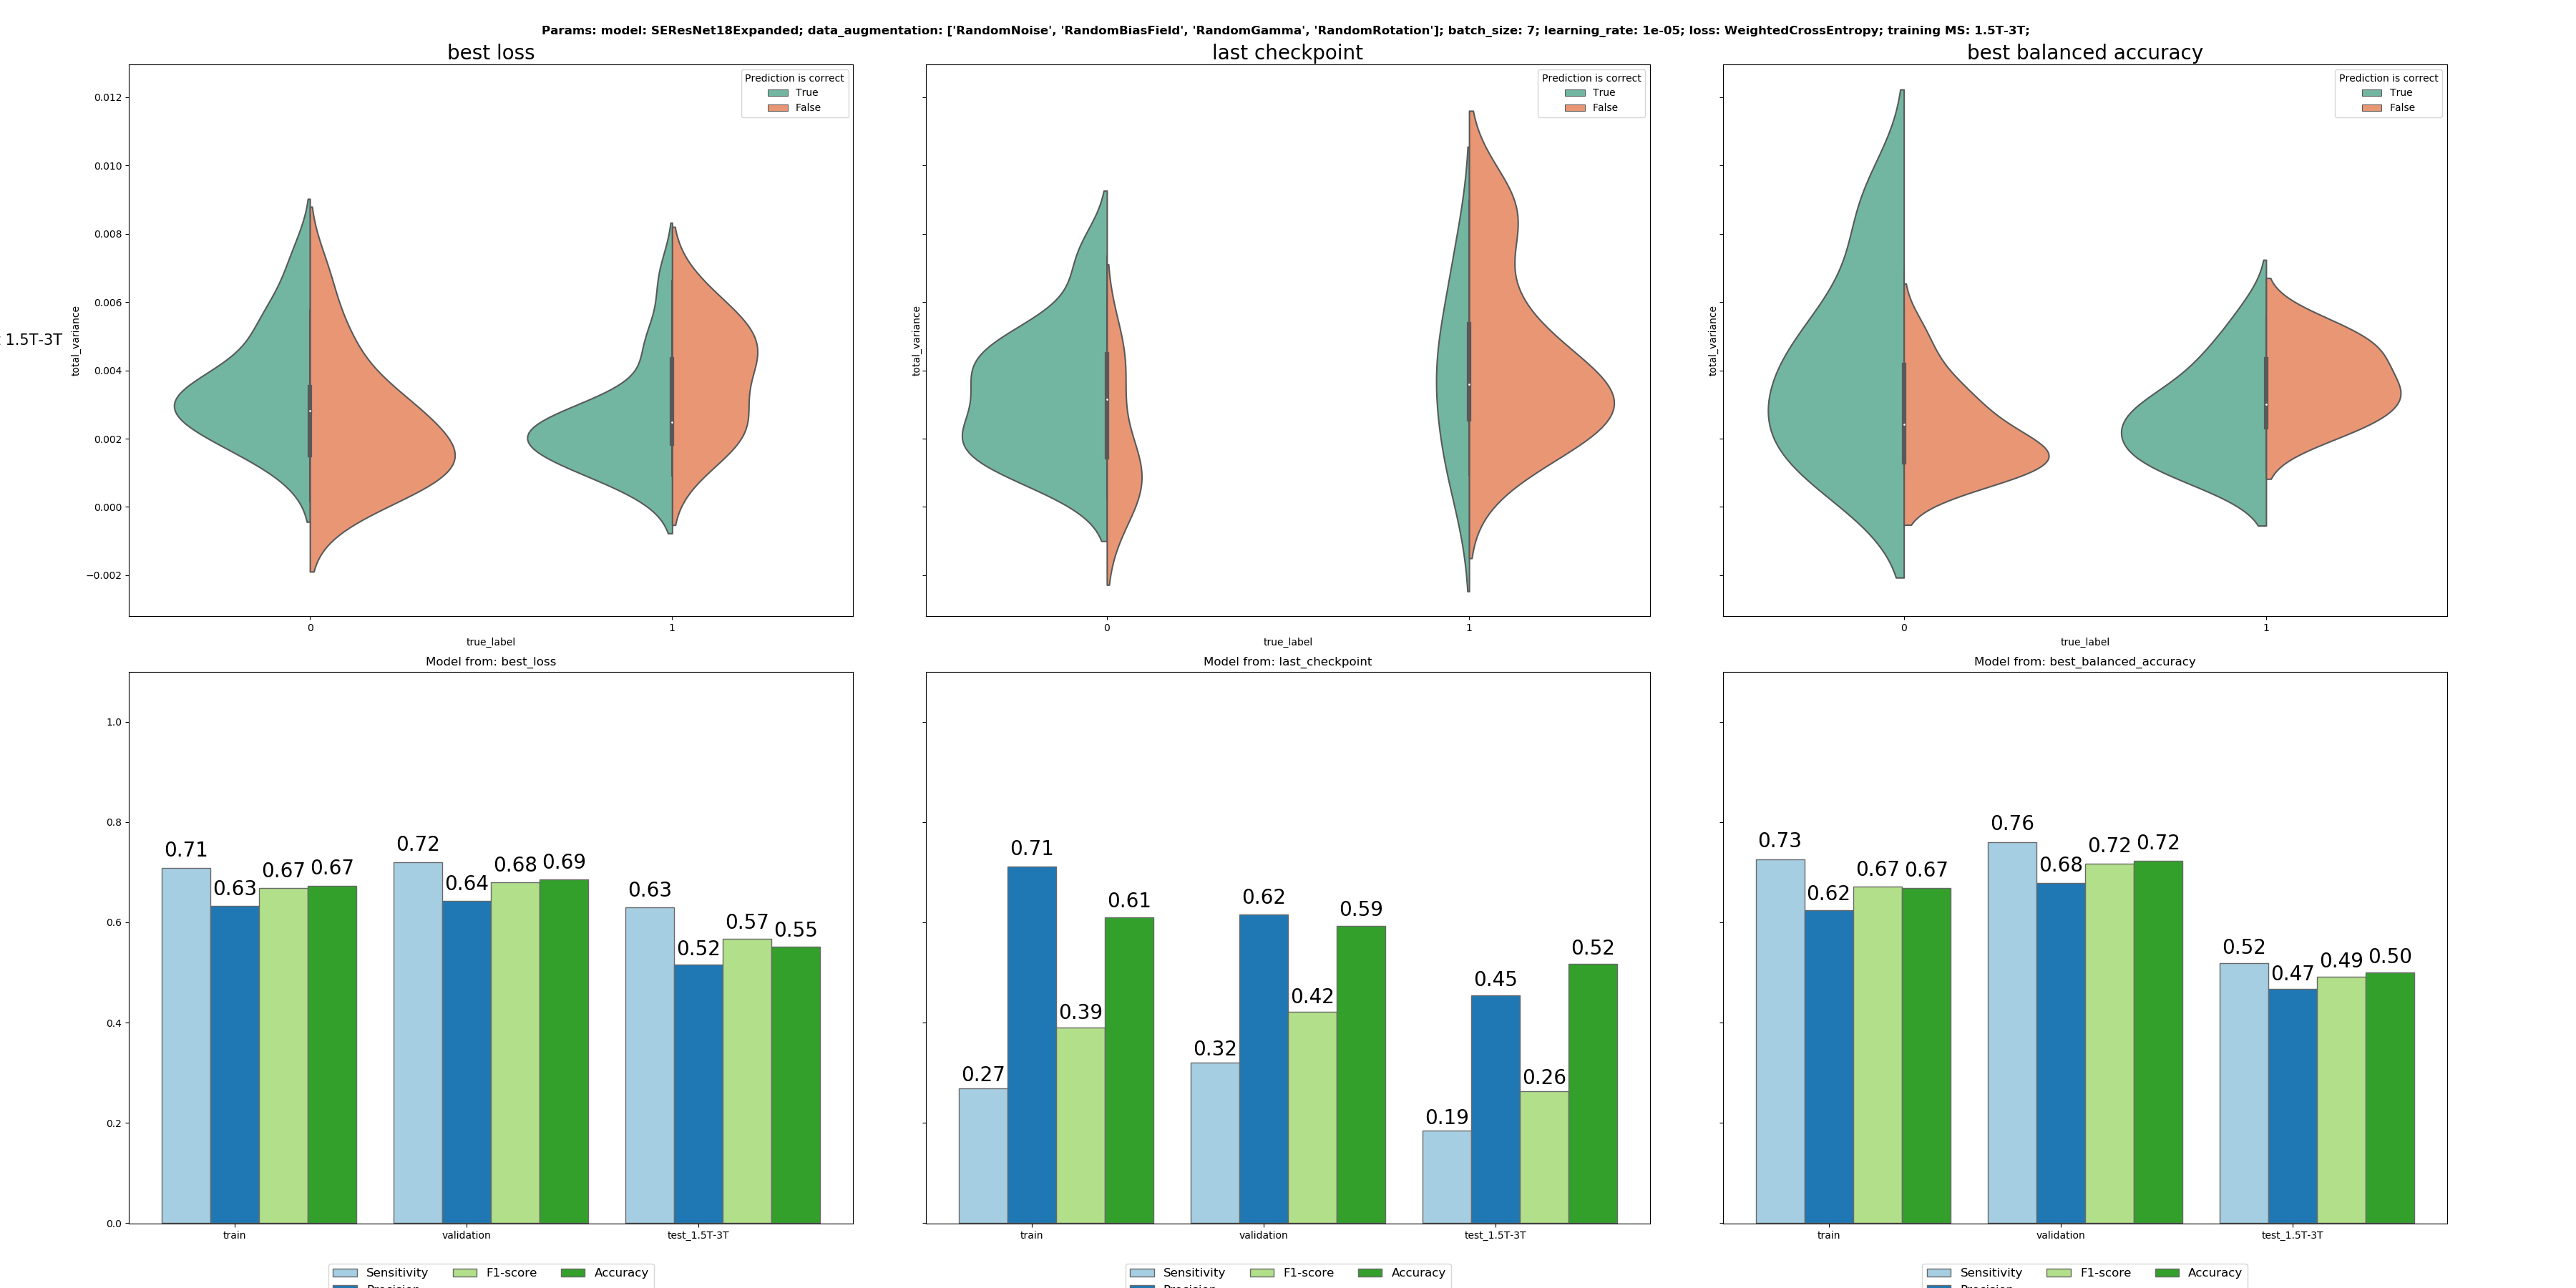 Params: model: SEResNet18Expanded; data_augmentation: ['RandomNoise', 'RandomBiasField', 'RandomGamma', 'RandomRotation']; batch_size: 7; learning_rate: 1e-05; loss: WeightedCrossEntropy; training MS: 1.5T-3T;
best loss
last checkpoint
best balanced accuracy
Prediction is correct
True
False
Prediction is correct
True
False
Prediction is correct
True
False
0.012
0.010
0.008
0.006
0.004
0.002
0.000
−0.002
: 1.5T-3T
total_variance
total_variance
total_variance
0 1
0 1
0 1
true_label
true_label
true_label
Model from: best_loss
Model from: last_checkpoint
Model from: best_balanced_accuracy
1.0
0.8
0.6
0.4
0.2
0.0
0.71 0.63 0.67 0.67
0.72 0.64 0.68 0.69
0.63 0.52 0.57 0.55
0.27 0.71 0.39 0.61
0.32 0.62 0.42 0.59
0.19 0.45 0.26 0.52
0.73 0.62 0.67 0.67
0.76 0.68 0.72 0.72
0.52 0.47 0.49 0.50
train validation test_1.5T-3T
train validation test_1.5T-3T
train validation test_1.5T-3T
Sensitivity F1-score Accuracy
Sensitivity F1-score Accuracy
Sensitivity F1-score Accuracy